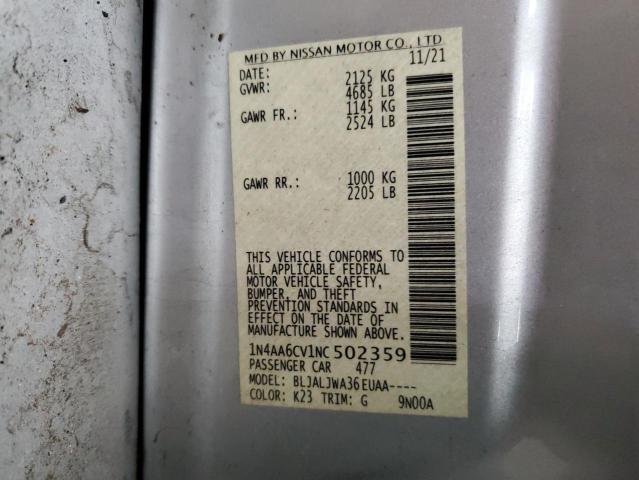 MFD BY NISSAN MOTOR CO., LTD
DATE: 11/21
GVWR: 2125 KG
4685 LB
GAWR FR.: 1145 KG
2524 LB
GAWR RR.: 1000 KG
2205 LB
THIS VEHICLE CONFORMS TO
ALL APPLICABLE FEDERAL
MOTOR VEHICLE SAFETY,
BUMPER, AND THEFT
PREVENTION STANDARDS IN
EFFECT ON THE DATE OF
MANUFACTURE SHOWN ABOVE.
1N4AA6CV1NC502359
PASSENGER CAR 477
MODEL: BLJALJWA36EUAA----
COLOR: K23 TRIM: G 9N00A